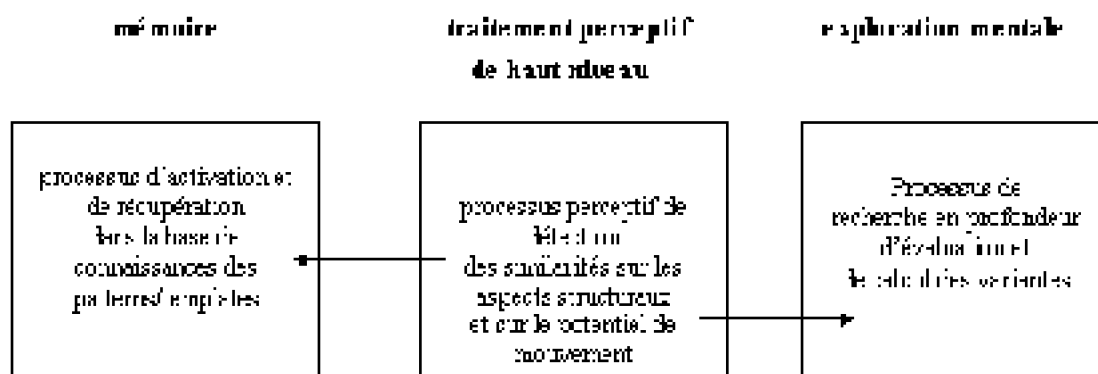 mémoire
traitement perceptif
de haut niveau
exploration mentale
processus d'activation et
de récupération
dans la base de
connaissances des
patterns/templates
processus perceptif de
détection
des similarités sur les
aspects structuraux
et sur le potentiel de
mouvement
Processus de
recherche en profondeur
d'évaluation et
de calcul des variantes